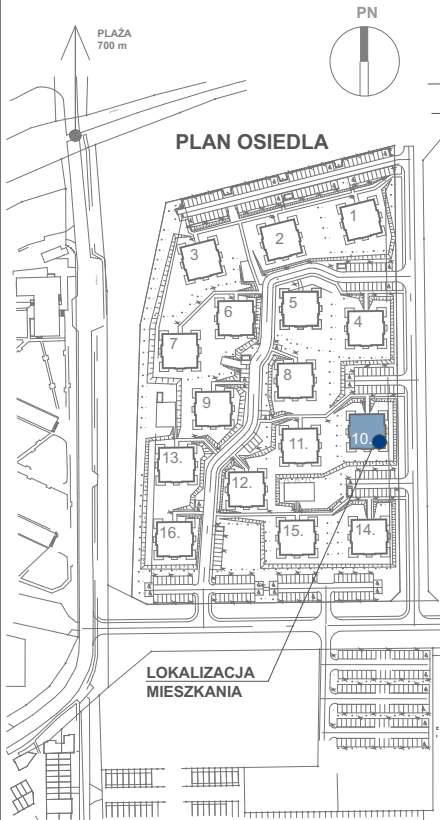 PN
PLAŻA
700 m
PLAN OSIEDLA
1
2
3
5
6
4
7
8
9
10.
11.
13.
12.
16.
15.
14.
LOKALIZACJA
MIESZKANIA